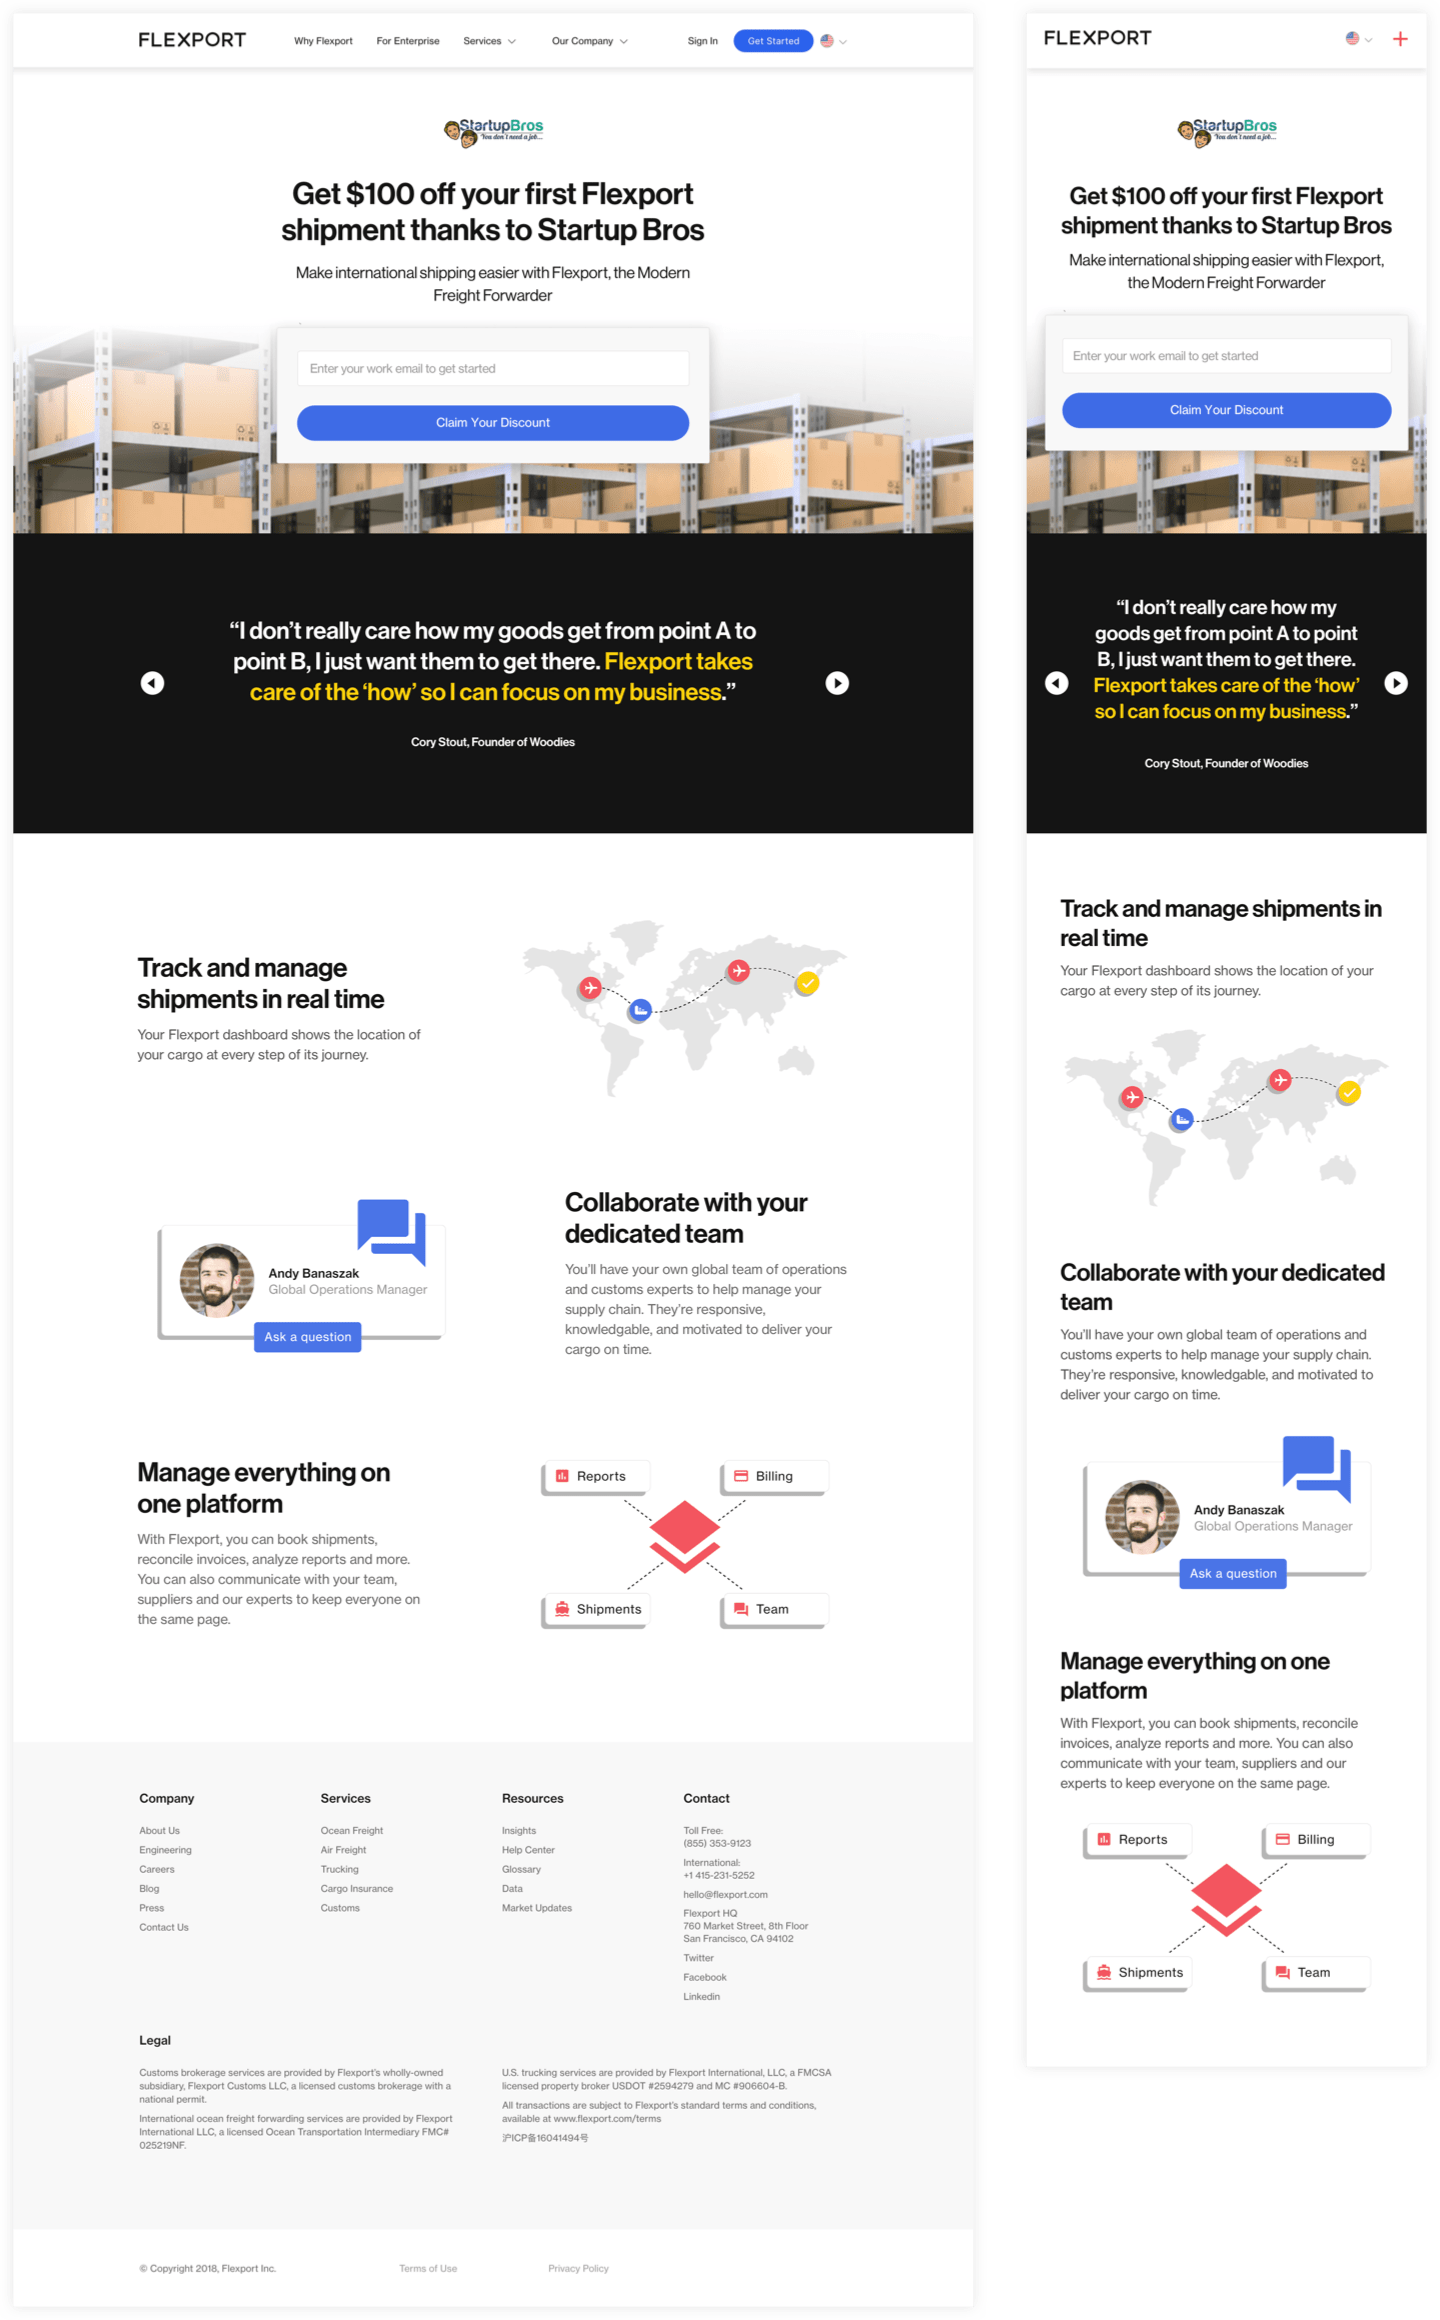 FLEXPORT
Why Flexport
For Enterprise
Services
Our Company
Sign In
Get Started
StartupBros
You don't need a job...
Get $100 off your first Flexport
shipment thanks to Startup Bros
Make international shipping easier with Flexport, the Modern
Freight Forwarder
Enter your work email to get started
Claim Your Discount
“I don’t really care how my goods get from point A to
point B, I just want them to get there. Flexport takes
care of the ‘how’ so I can focus on my business.”
Cory Stout, Founder of Woodies
Track and manage
shipments in real time
Your Flexport dashboard shows the location of
your cargo at every step of its journey.
Andy Banaszak
Global Operations Manager
Ask a question
Collaborate with your
dedicated team
You’ll have your own global team of operations
and customs experts to help manage your
supply chain. They’re responsive,
knowledgable, and motivated to deliver your
cargo on time.
Manage everything on
one platform
With Flexport, you can book shipments,
reconcile invoices, analyze reports and more.
You can also communicate with your team,
suppliers and our experts to keep everyone on
the same page.
Reports
Billing
Shipments
Team
Company
About Us
Engineering
Careers
Blog
Press
Contact Us
Services
Ocean Freight
Air Freight
Trucking
Cargo Insurance
Customs
Resources
Insights
Help Center
Glossary
Data
Market Updates
Contact
Toll Free:
(855) 353-9123
International:
+1 415-231-5252
hello@flexport.com
Flexport HQ
760 Market Street, 8th Floor
San Francisco, CA 94102
Twitter
Facebook
Linkedin
Legal
Customs brokerage services are provided by Flexport’s wholly-owned
subsidiary, Flexport Customs LLC, a licensed customs brokerage with a
national permit.
International ocean freight forwarding services are provided by Flexport
International LLC, a licensed Ocean Transportation Intermediary FMC#
025219NF.
U.S. trucking services are provided by Flexport International, LLC, a FMCSA
licensed property broker USDOT #2594279 and MC #906604-B.
All transactions are subject to Flexport’s standard terms and conditions,
available at www.flexport.com/terms
沪ICP备16041494号
© Copyright 2018, Flexport Inc.
Terms of Use
Privacy Policy
FLEXPORT
StartupBros
You don't need a job...
Get $100 off your first Flexport
shipment thanks to Startup Bros
Make international shipping easier with Flexport,
the Modern Freight Forwarder
Enter your work email to get started
Claim Your Discount
“I don’t really care how my
goods get from point A to point
B, I just want them to get there.
Flexport takes care of the ‘how’
so I can focus on my business.”
Cory Stout, Founder of Woodies
Track and manage shipments in
real time
Your Flexport dashboard shows the location of your
cargo at every step of its journey.
Collaborate with your dedicated
team
You’ll have your own global team of operations and
customs experts to help manage your supply chain.
They’re responsive, knowledgable, and motivated to
deliver your cargo on time.
Andy Banaszak
Global Operations Manager
Ask a question
Manage everything on one
platform
With Flexport, you can book shipments, reconcile
invoices, analyze reports and more. You can also
communicate with your team, suppliers and our
experts to keep everyone on the same page.
Reports
Billing
Shipments
Team